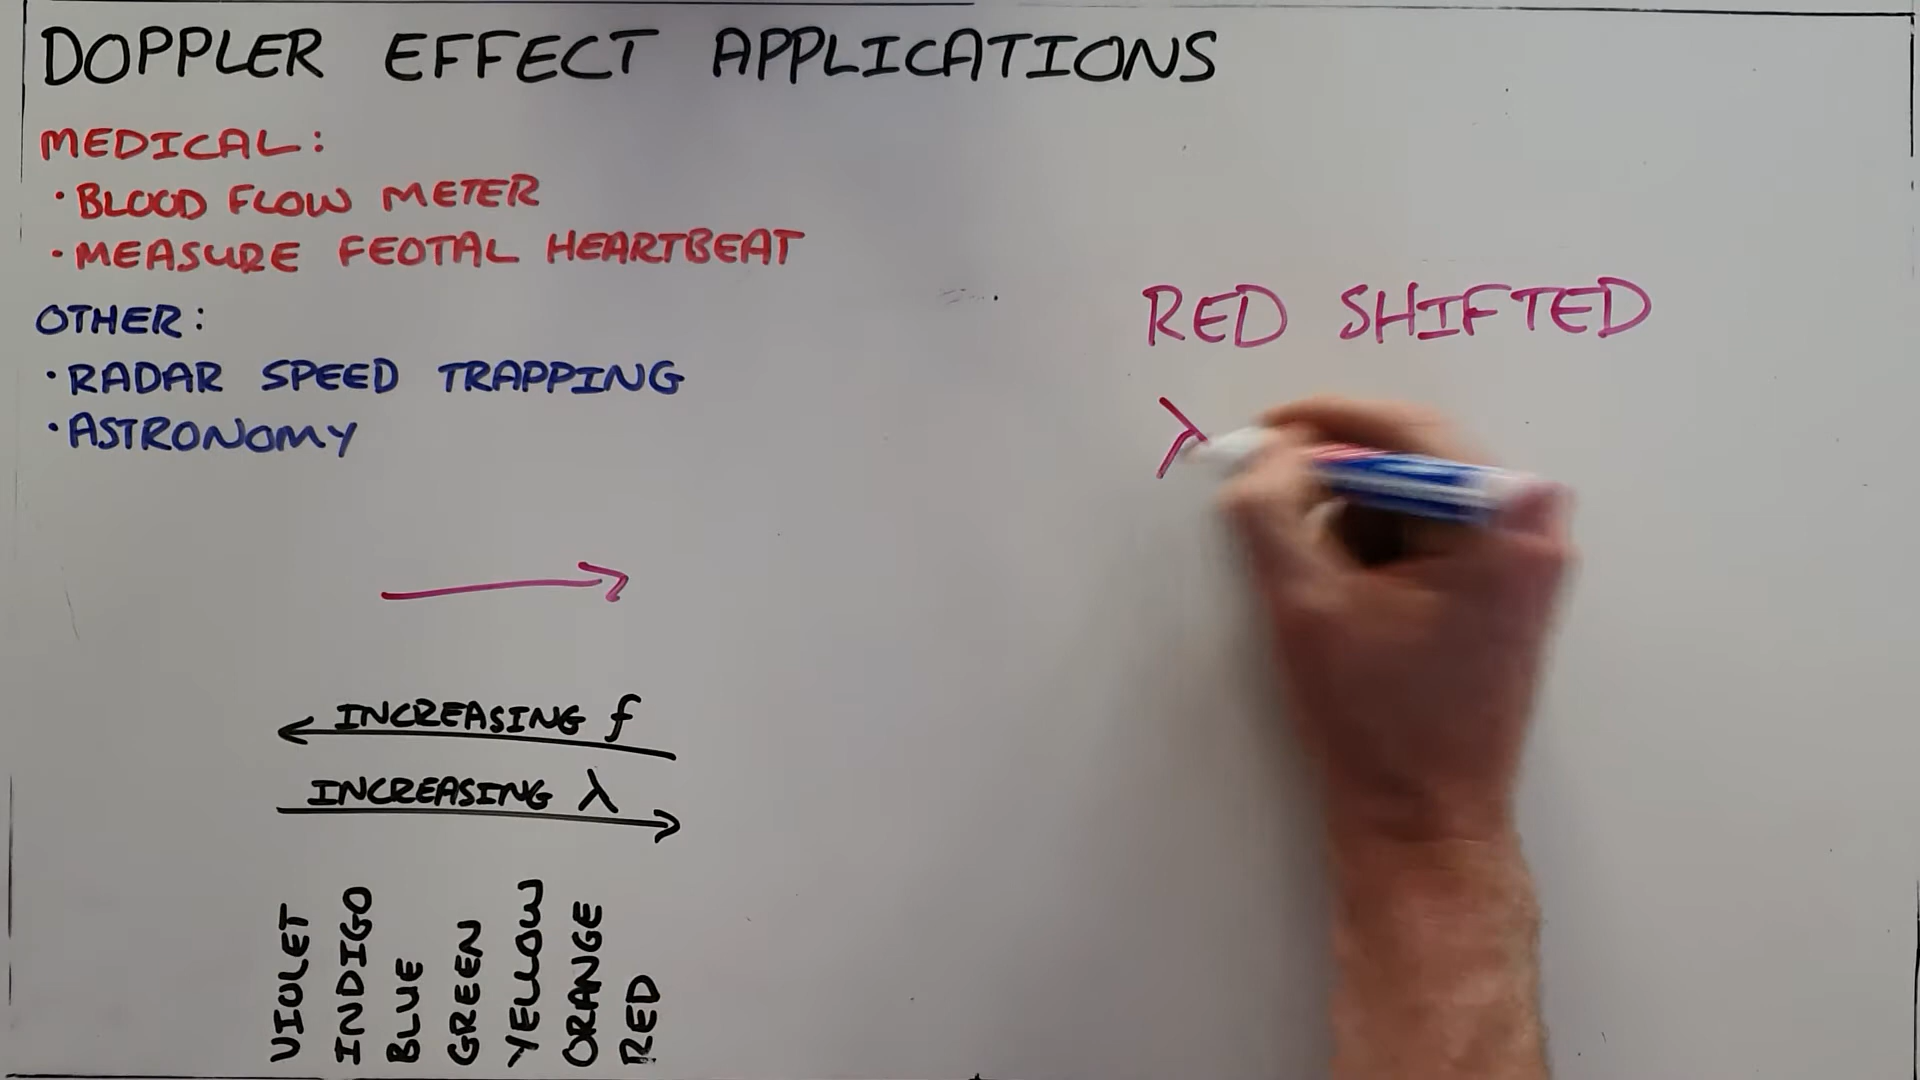 DOPPLER EFFECT APPLICATIONS
MEDICAL:
· BLOOD FLOW METER
· MEASURE FEOTAL HEARTBEAT
OTHER:
· RADAR SPEED TRAPPING
· ASTRONOMY
RED SHIFTED
λ
INCREASING f
INCREASING λ
VIOLET
INDIGO
BLUE
GREEN
YELLOW
ORANGE
RED